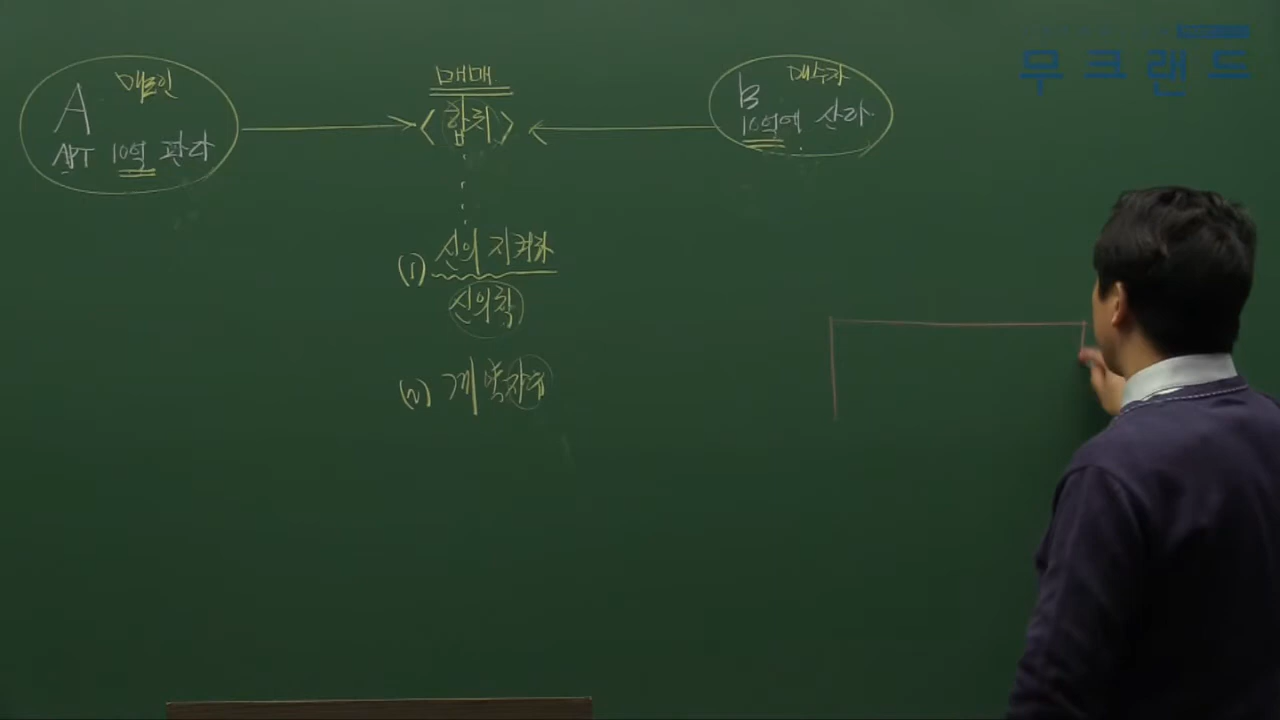 A 매도인
APT 10억 판다
매매
<합치>
B 매수자
10억에 산다
(1) 신의 지켜라
신의칙
(2) 계약자유
무크랜드